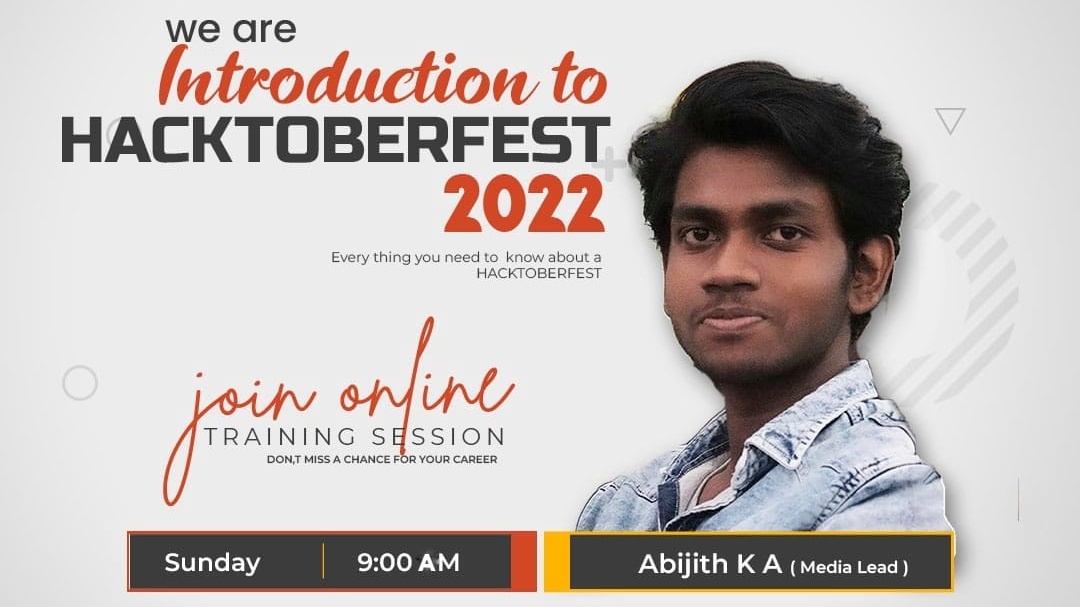 we are
Introduction to
HACKTOBERFEST
2022
Every thing you need to know about a
HACKTOBERFEST
join online
TRAINING SESSION
DON,T MISS A CHANCE FOR YOUR CAREER
Sunday
9:00 AM
Abijith K A ( Media Lead )